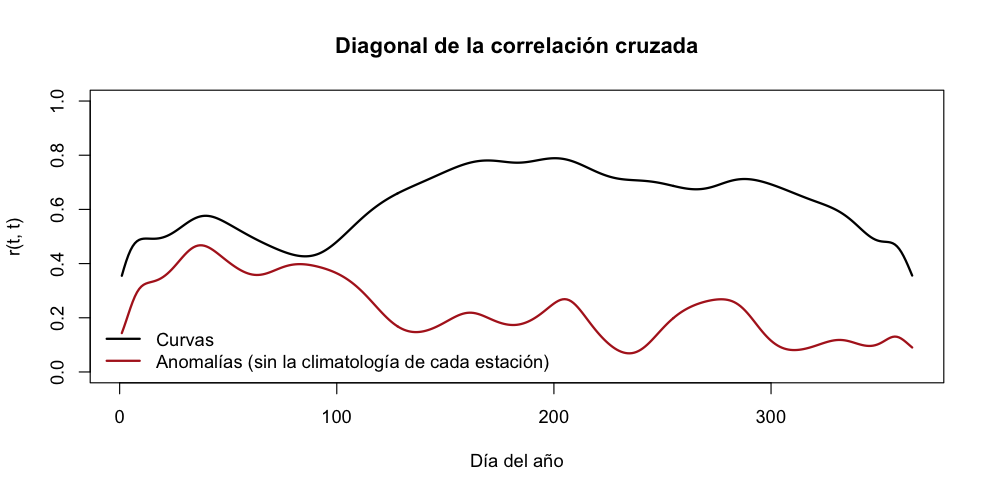 Diagonal de la correlación cruzada
r(t, t)
1.0
0.8
0.6
0.4
0.2
0.0
Curvas
Anomalías (sin la climatología de cada estación)
0 100 200 300
Día del año